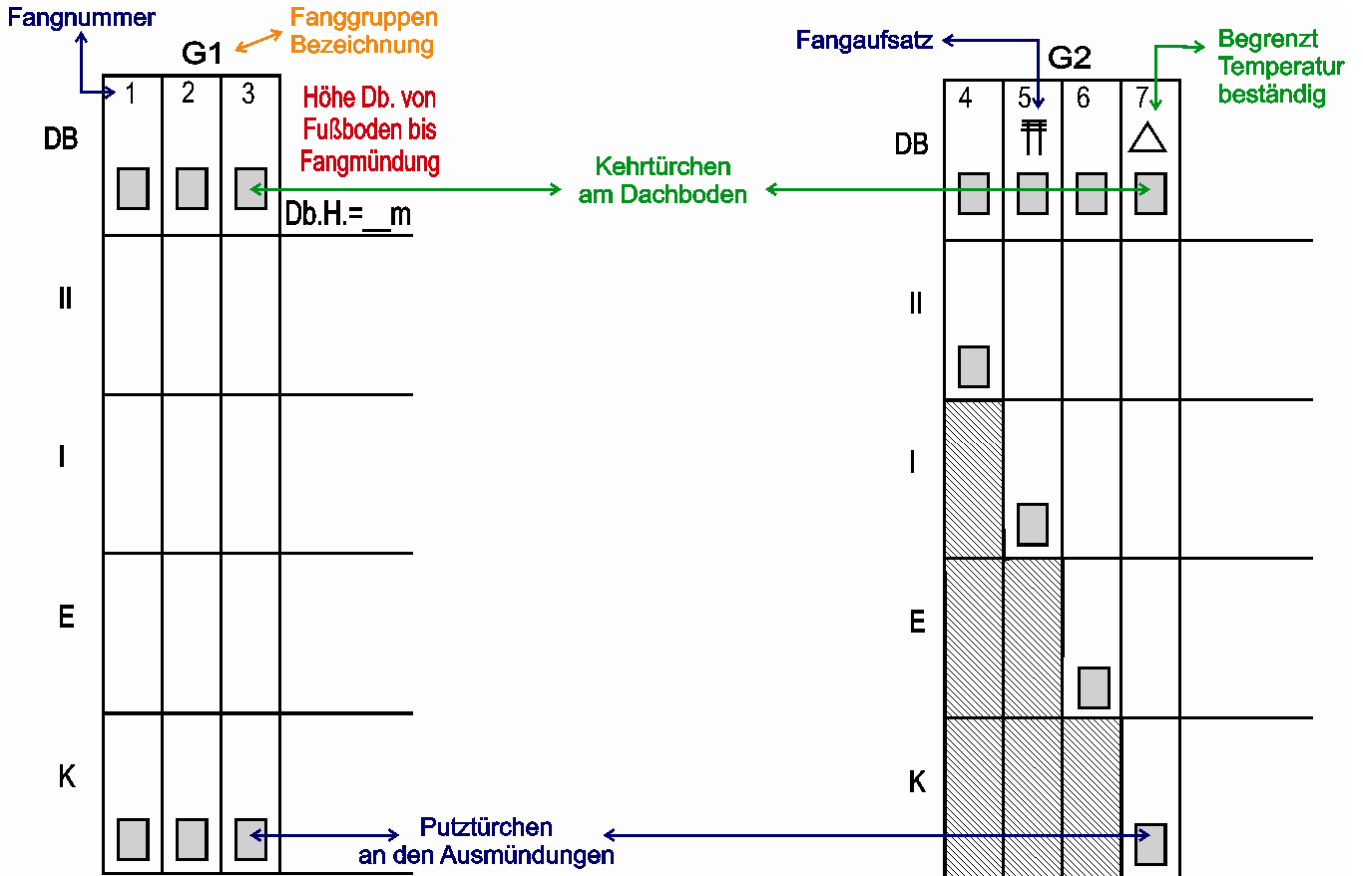 Fangnummer
Fanggruppen
Bezeichnung
G1
1 2 3
DB
Höhe Db. von
Fußboden bis
Fangmündung
Db.H.=__m
Kehrtürchen
am Dachboden
Fangaufsatz
G2
Begrenzt
Temperatur
beständig
4 5 6 7
DB
II
II
I
I
E
E
K
K
Putztürchen
an den Ausmündungen